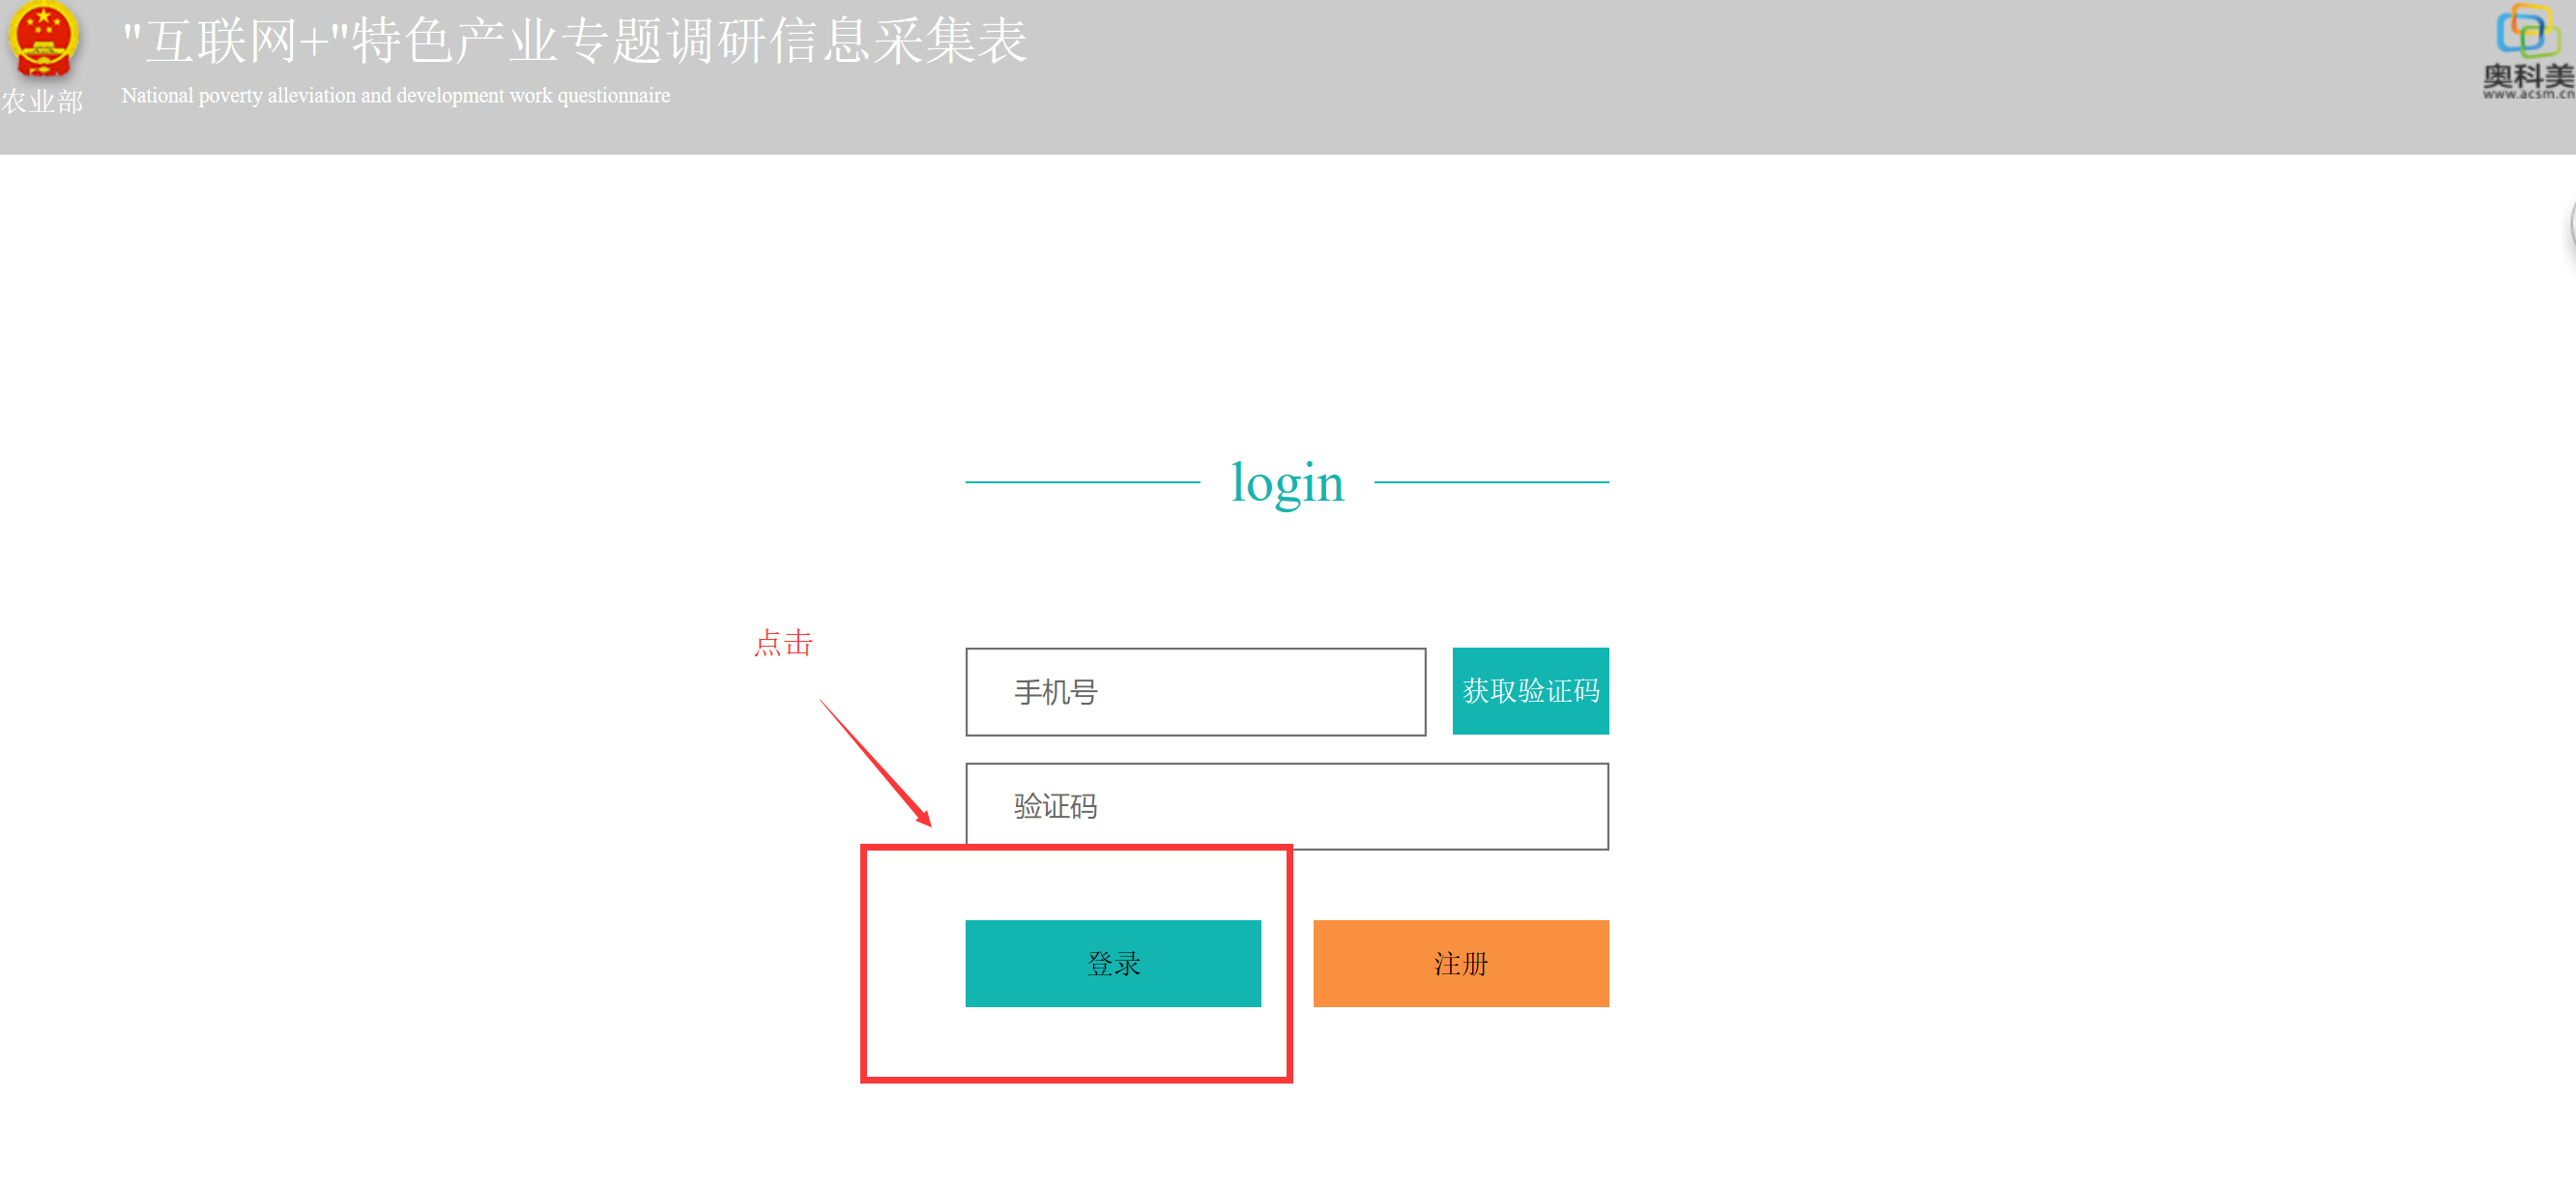 "互联网+"特色产业专题调研信息采集表
农业部
National poverty alleviation and development work questionnaire
奥科美
www.acsm.cn
login
点击
手机号
获取验证码
验证码
登录
注册